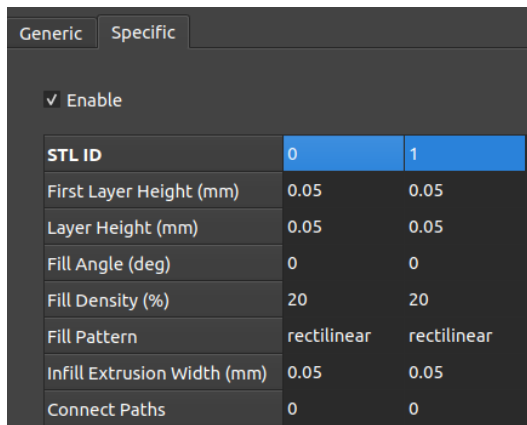 Generic Specific
Enable
STL ID 0 1
First Layer Height (mm) 0.05 0.05
Layer Height (mm) 0.05 0.05
Fill Angle (deg) 0 0
Fill Density (%) 20 20
Fill Pattern rectilinear rectilinear
Infill Extrusion Width (mm) 0.05 0.05
Connect Paths 0 0